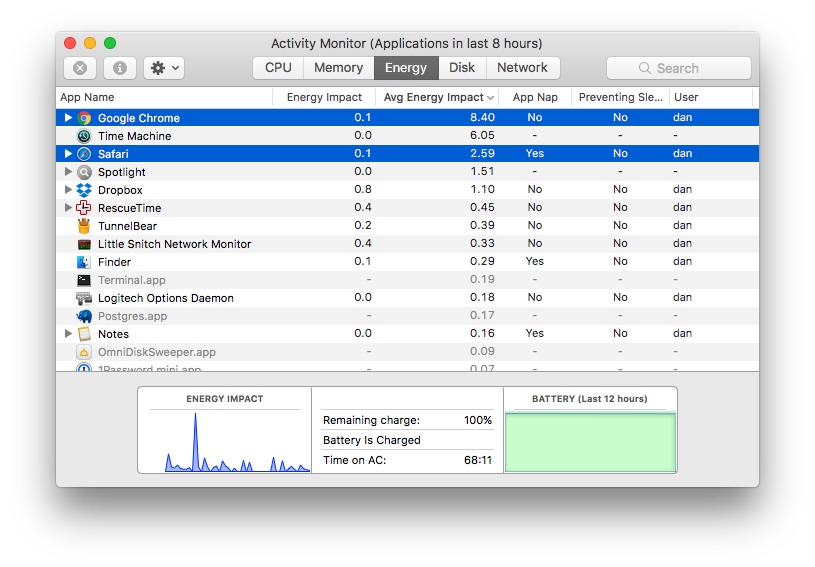 Activity Monitor (Applications in last 8 hours)
CPU Memory Energy Disk Network Search
App Name Energy Impact Avg Energy Impact App Nap Preventing Sle... User
Google Chrome 0.1 8.40 No No dan
Time Machine 0.0 6.05 - - -
Safari 0.1 2.59 Yes No dan
Spotlight 0.0 1.51 - - -
Dropbox 0.8 1.10 No No dan
RescueTime 0.4 0.45 No No dan
TunnelBear 0.2 0.39 No No dan
Little Snitch Network Monitor 0.4 0.33 No No dan
Finder 0.1 0.29 Yes No dan
Terminal.app - 0.19 - - -
Logitech Options Daemon 0.0 0.18 No No dan
Postgres.app - 0.17 - - -
Notes 0.0 0.16 Yes No dan
OmniDiskSweeper.app - 0.09 - - -
1Password mini.app - 0.07 - - -
ENERGY IMPACT
Remaining charge: 100%
Battery Is Charged
Time on AC: 68:11
BATTERY (Last 12 hours)